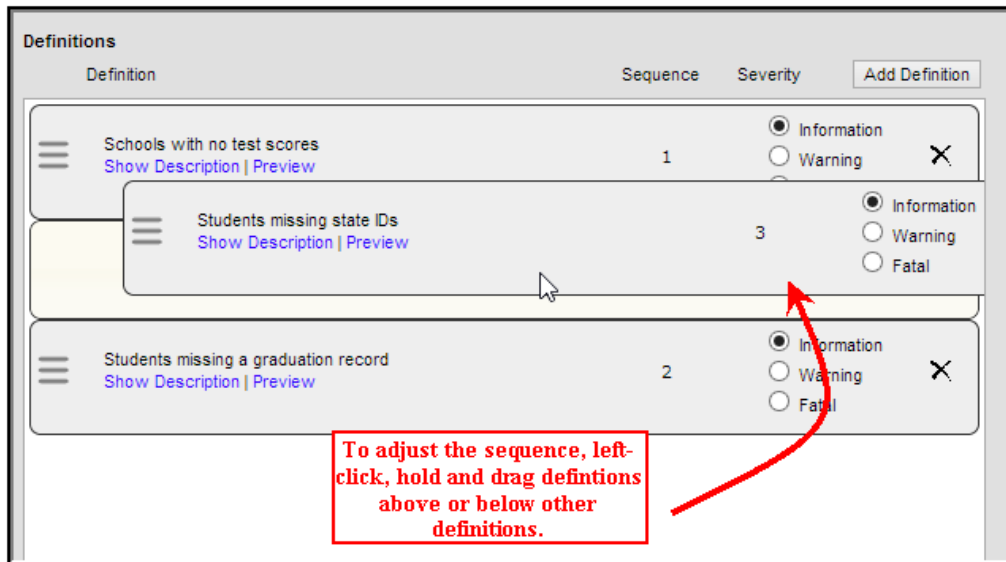 Definitions
Definition Sequence Severity Add Definition
Schools with no test scores
Show Description | Preview
1
Information
Warning
Students missing state IDs
Show Description | Preview
3
Information
Warning
Fatal
Students missing a graduation record
Show Description | Preview
2
Information
Warning
Fatal
To adjust the sequence, left-
click, hold and drag defintions
above or below other
definitions.